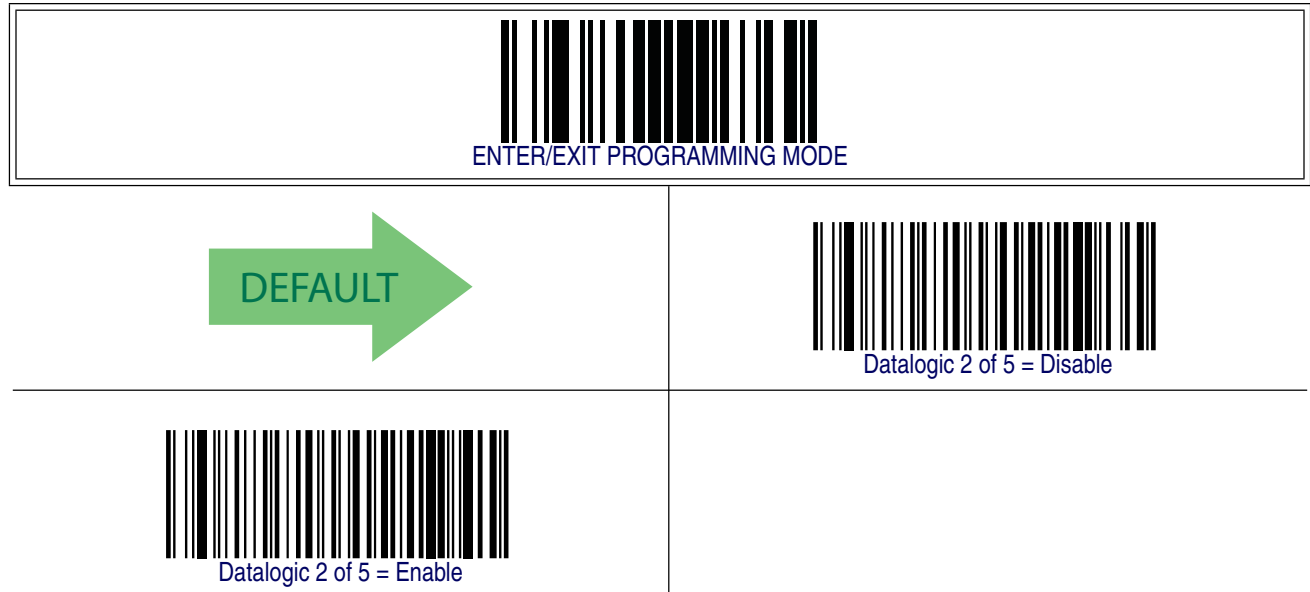 ENTER/EXIT PROGRAMMING MODE
DEFAULT
Datalogic 2 of 5 = Disable
Datalogic 2 of 5 = Enable